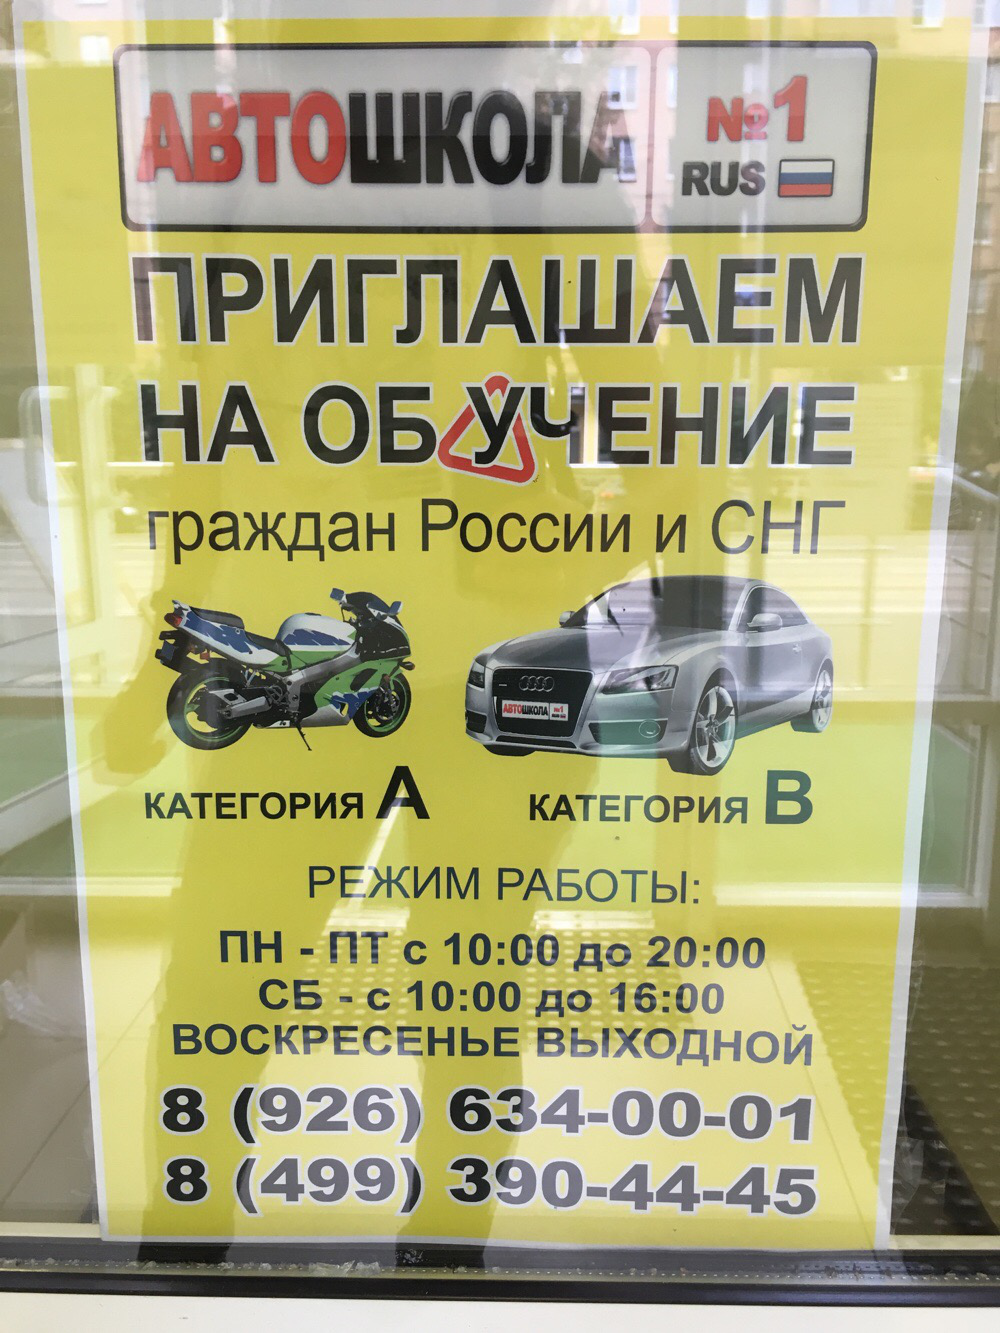 АВТОШКОЛА №1
RUS
ПРИГЛАШАЕМ
НА ОБУЧЕНИЕ
граждан России и СНГ
АВТОШКОЛА №1
КАТЕГОРИЯ А КАТЕГОРИЯ В
РЕЖИМ РАБОТЫ:
ПН - ПТ с 10:00 до 20:00
СБ - с 10:00 до 16:00
ВОСКРЕСЕНЬЕ ВЫХОДНОЙ
8 (926) 634-00-01
8 (499) 390-44-45